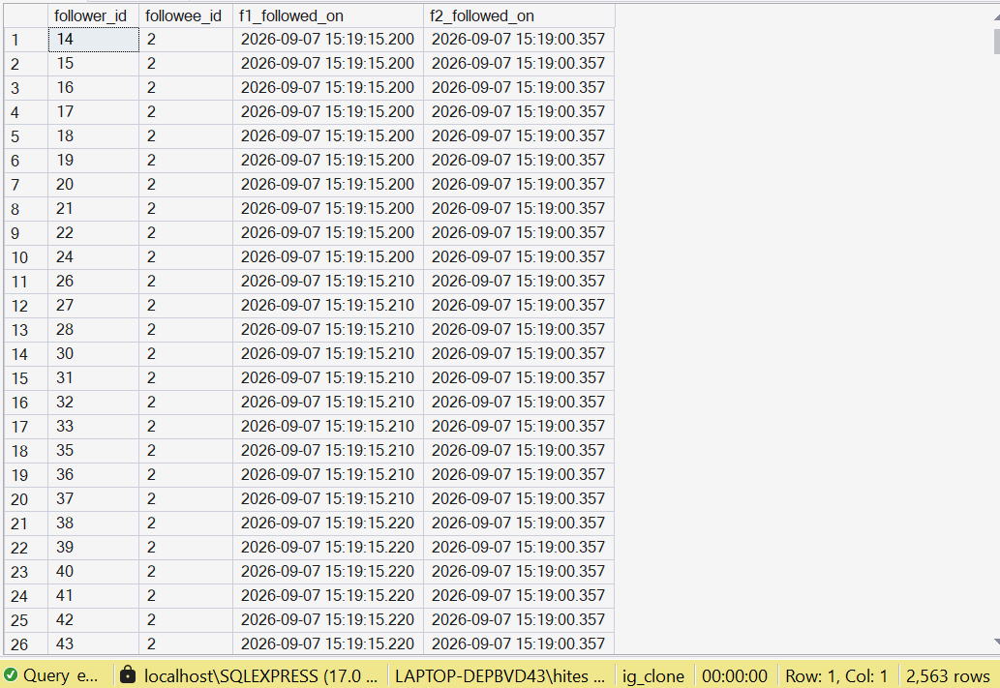 follower_id followee_id f1_followed_on f2_followed_on
1 14 2 2026-09-07 15:19:15.200 2026-09-07 15:19:00.357
2 15 2 2026-09-07 15:19:15.200 2026-09-07 15:19:00.357
3 16 2 2026-09-07 15:19:15.200 2026-09-07 15:19:00.357
4 17 2 2026-09-07 15:19:15.200 2026-09-07 15:19:00.357
5 18 2 2026-09-07 15:19:15.200 2026-09-07 15:19:00.357
6 19 2 2026-09-07 15:19:15.200 2026-09-07 15:19:00.357
7 20 2 2026-09-07 15:19:15.200 2026-09-07 15:19:00.357
8 21 2 2026-09-07 15:19:15.200 2026-09-07 15:19:00.357
9 22 2 2026-09-07 15:19:15.200 2026-09-07 15:19:00.357
10 24 2 2026-09-07 15:19:15.200 2026-09-07 15:19:00.357
11 26 2 2026-09-07 15:19:15.210 2026-09-07 15:19:00.357
12 27 2 2026-09-07 15:19:15.210 2026-09-07 15:19:00.357
13 28 2 2026-09-07 15:19:15.210 2026-09-07 15:19:00.357
14 30 2 2026-09-07 15:19:15.210 2026-09-07 15:19:00.357
15 31 2 2026-09-07 15:19:15.210 2026-09-07 15:19:00.357
16 32 2 2026-09-07 15:19:15.210 2026-09-07 15:19:00.357
17 33 2 2026-09-07 15:19:15.210 2026-09-07 15:19:00.357
18 35 2 2026-09-07 15:19:15.210 2026-09-07 15:19:00.357
19 36 2 2026-09-07 15:19:15.210 2026-09-07 15:19:00.357
20 37 2 2026-09-07 15:19:15.210 2026-09-07 15:19:00.357
21 38 2 2026-09-07 15:19:15.220 2026-09-07 15:19:00.357
22 39 2 2026-09-07 15:19:15.220 2026-09-07 15:19:00.357
23 40 2 2026-09-07 15:19:15.220 2026-09-07 15:19:00.357
24 41 2 2026-09-07 15:19:15.220 2026-09-07 15:19:00.357
25 42 2 2026-09-07 15:19:15.220 2026-09-07 15:19:00.357
26 43 2 2026-09-07 15:19:15.220 2026-09-07 15:19:00.357
Query e... localhost\SQLEXPRESS (17.0 ... LAPTOP-DEPBVD43\hites ... ig_clone 00:00:00 Row: 1, Col: 1 2,563 rows